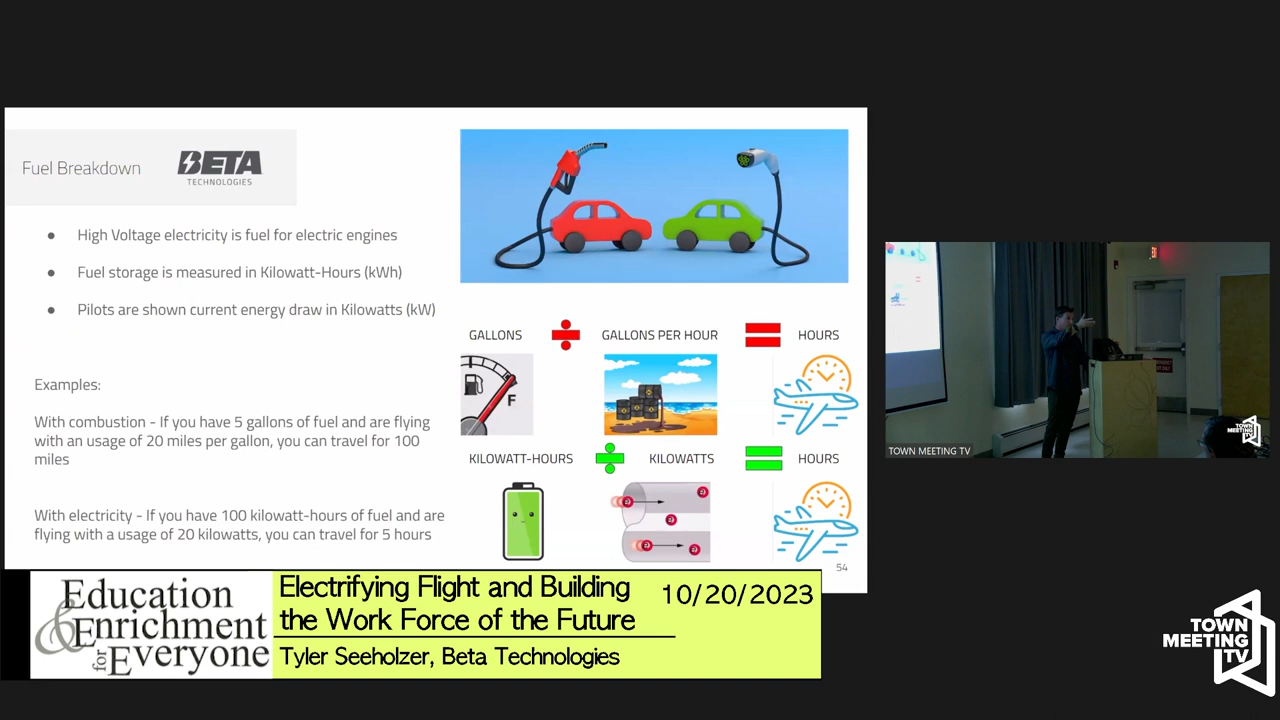 Fuel Breakdown
BETA
TECHNOLOGIES
● High Voltage electricity is fuel for electric engines
● Fuel storage is measured in Kilowatt-Hours (kWh)
● Pilots are shown current energy draw in Kilowatts (kW)
Examples:
With combustion - If you have 5 gallons of fuel and are flying
with an usage of 20 miles per gallon, you can travel for 100
miles
With electricity - If you have 100 kilowatt-hours of fuel and are
flying with a usage of 20 kilowatts, you can travel for 5 hours
GALLONS ÷ GALLONS PER HOUR = HOURS
F
KILOWATT-HOURS ÷ KILOWATTS = HOURS
54
TOWN MEETING TV
TOWN
MEETING
TV
Education
& Enrichment
for Everyone
Electrifying Flight and Building
the Work Force of the Future
10/20/2023
Tyler Seeholzer, Beta Technologies
TOWN
MEETING
TV